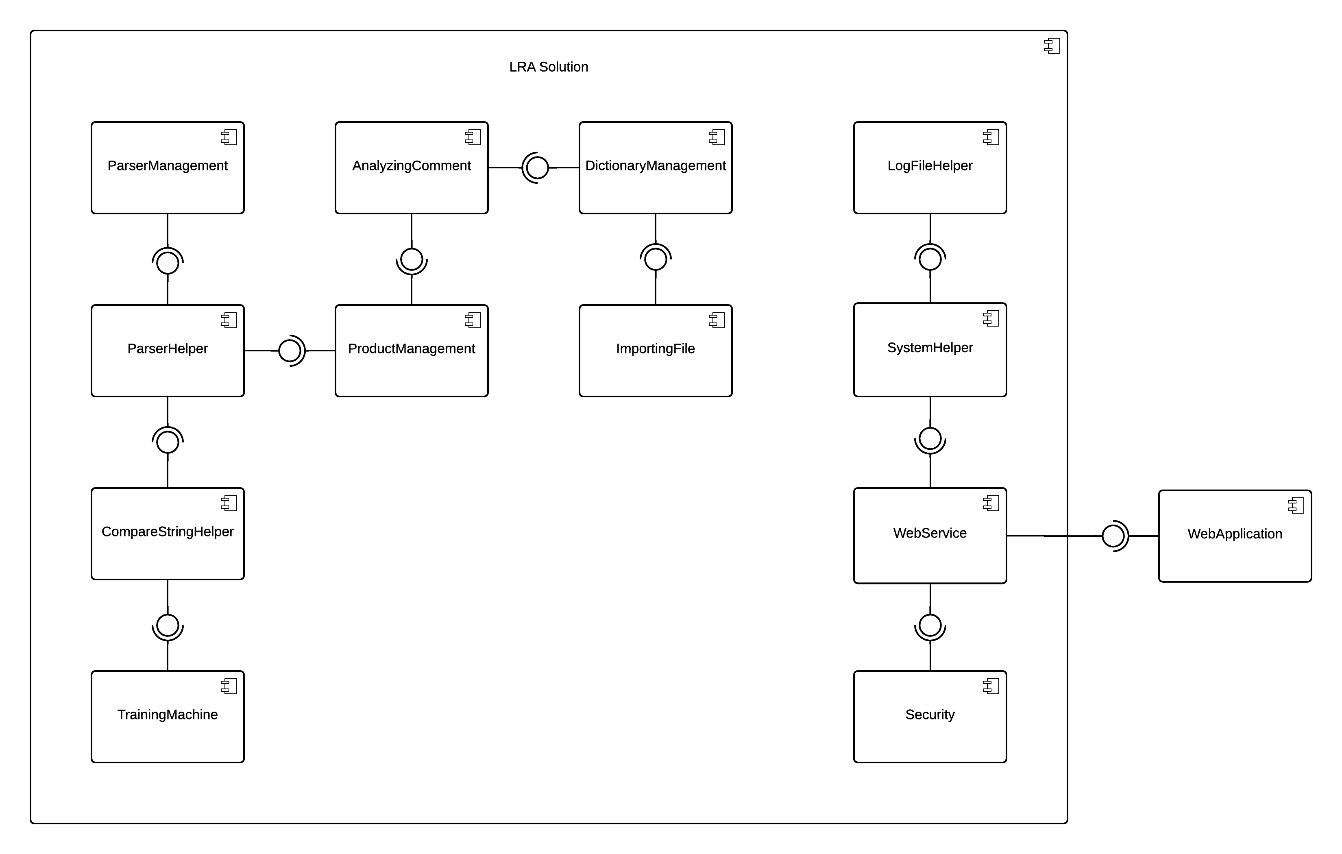 LRA Solution
ParserManagement
AnalyzingComment
DictionaryManagement
LogFileHelper
ParserHelper
ProductManagement
ImportingFile
SystemHelper
CompareStringHelper
WebService
WebApplication
TrainingMachine
Security